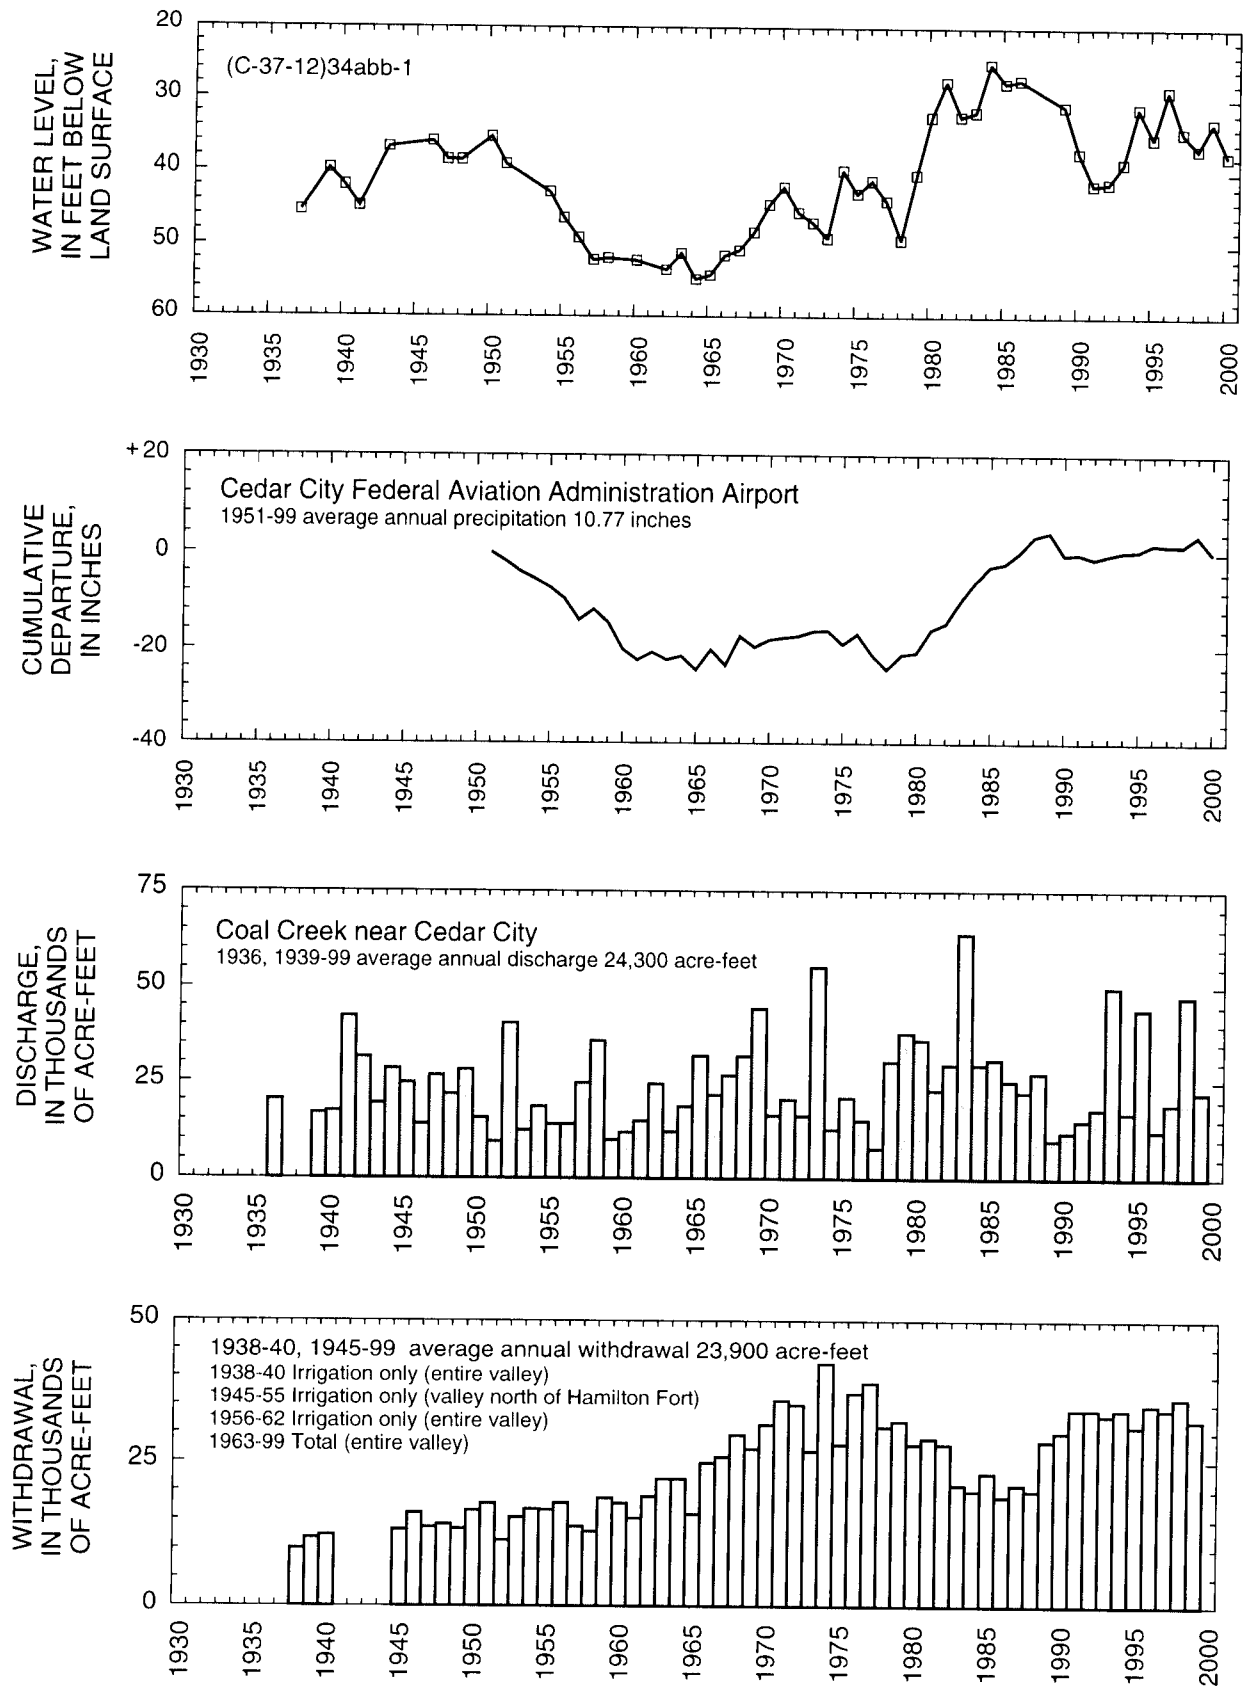 WATER LEVEL,
IN FEET BELOW
LAND SURFACE
20
30
40
50
60
(C-37-12)34abb-1
1930 1935 1940 1945 1950 1955 1960 1965 1970 1975 1980 1985 1990 1995 2000
CUMULATIVE
DEPARTURE,
IN INCHES
+20
0
-20
-40
Cedar City Federal Aviation Administration Airport
1951-99 average annual precipitation 10.77 inches
1930 1935 1940 1945 1950 1955 1960 1965 1970 1975 1980 1985 1990 1995 2000
DISCHARGE,
IN THOUSANDS
OF ACRE-FEET
75
50
25
0
Coal Creek near Cedar City
1936, 1939-99 average annual discharge 24,300 acre-feet
1930 1935 1940 1945 1950 1955 1960 1965 1970 1975 1980 1985 1990 1995 2000
WITHDRAWAL,
IN THOUSANDS
OF ACRE-FEET
50
25
0
1938-40, 1945-99 average annual withdrawal 23,900 acre-feet
1938-40 Irrigation only (entire valley)
1945-55 Irrigation only (valley north of Hamilton Fort)
1956-62 Irrigation only (entire valley)
1963-99 Total (entire valley)
1930 1935 1940 1945 1950 1955 1960 1965 1970 1975 1980 1985 1990 1995 2000